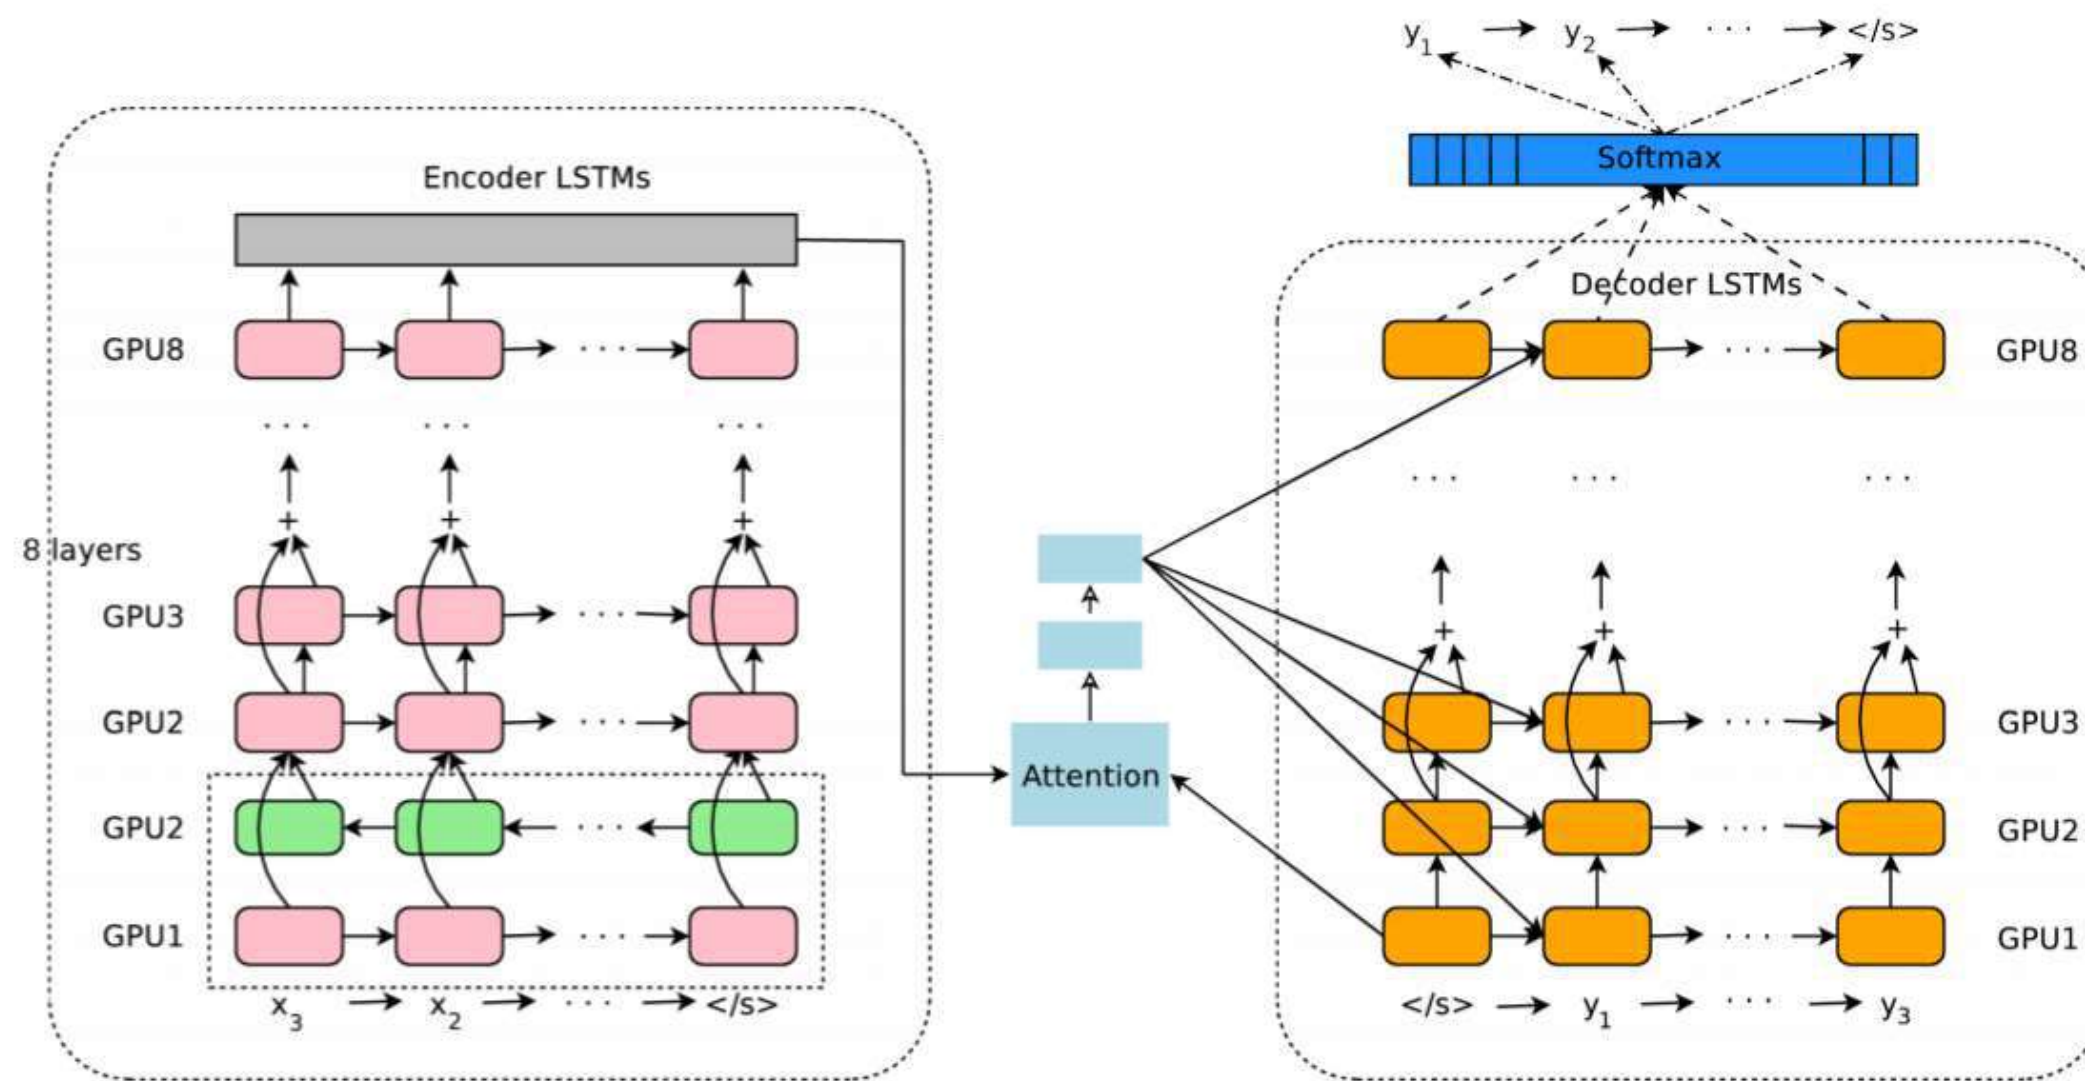 y1 → y2 → ··· → </s>
Softmax
Encoder LSTMs
Decoder LSTMs
GPU8
··· 
GPU8
···
··· ··· ···
··· ··· ···
+ + +
8 layers
GPU3
···
+ + +
GPU2
···
GPU3
···
Attention
GPU2
···
GPU2
···
GPU1
···
GPU1
···
x3 → x2 → ··· → </s>
</s> → y1 → ··· → y3